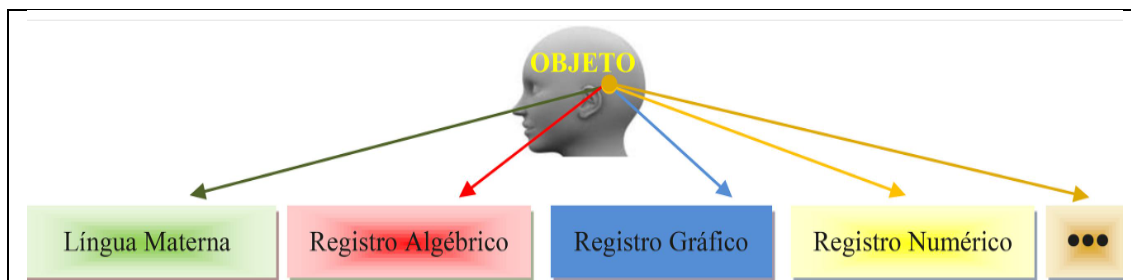 OBJETO
Língua Materna
Registro Algébrico
Registro Gráfico
Registro Numérico
●●●